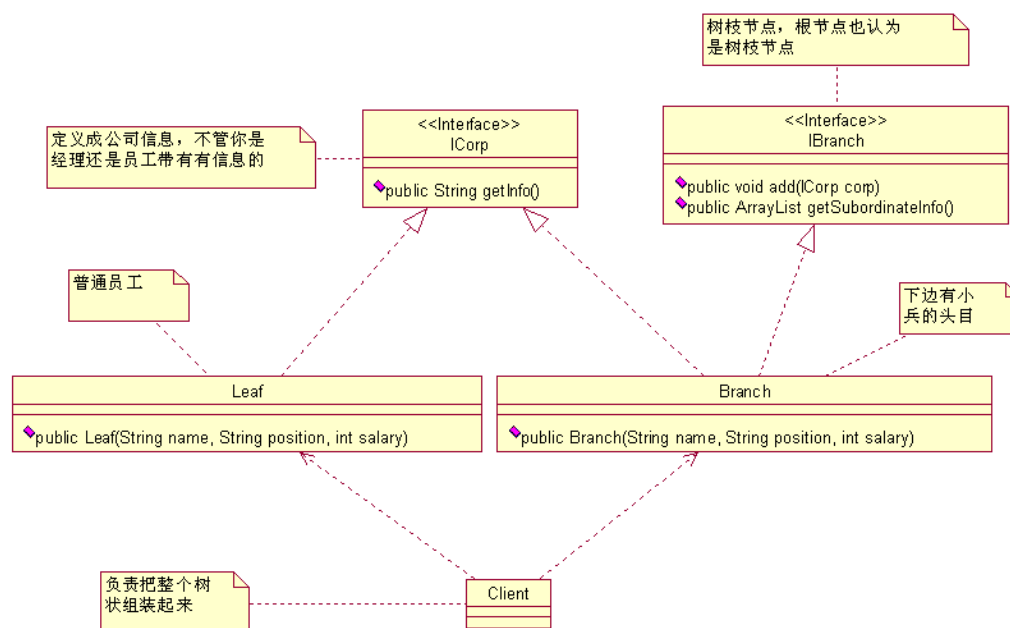 树枝节点，根节点也认为
是树枝节点
定义成公司信息，不管你是
经理还是员工带有有信息的
<<Interface>>
ICorp
public String getInfo()
<<Interface>>
IBranch
public void add(ICorp corp)
public ArrayList getSubordinateInfo()
普通员工
下边有小
兵的头目
Leaf
public Leaf(String name, String position, int salary)
Branch
public Branch(String name, String position, int salary)
负责把整个树
状组装起来
Client